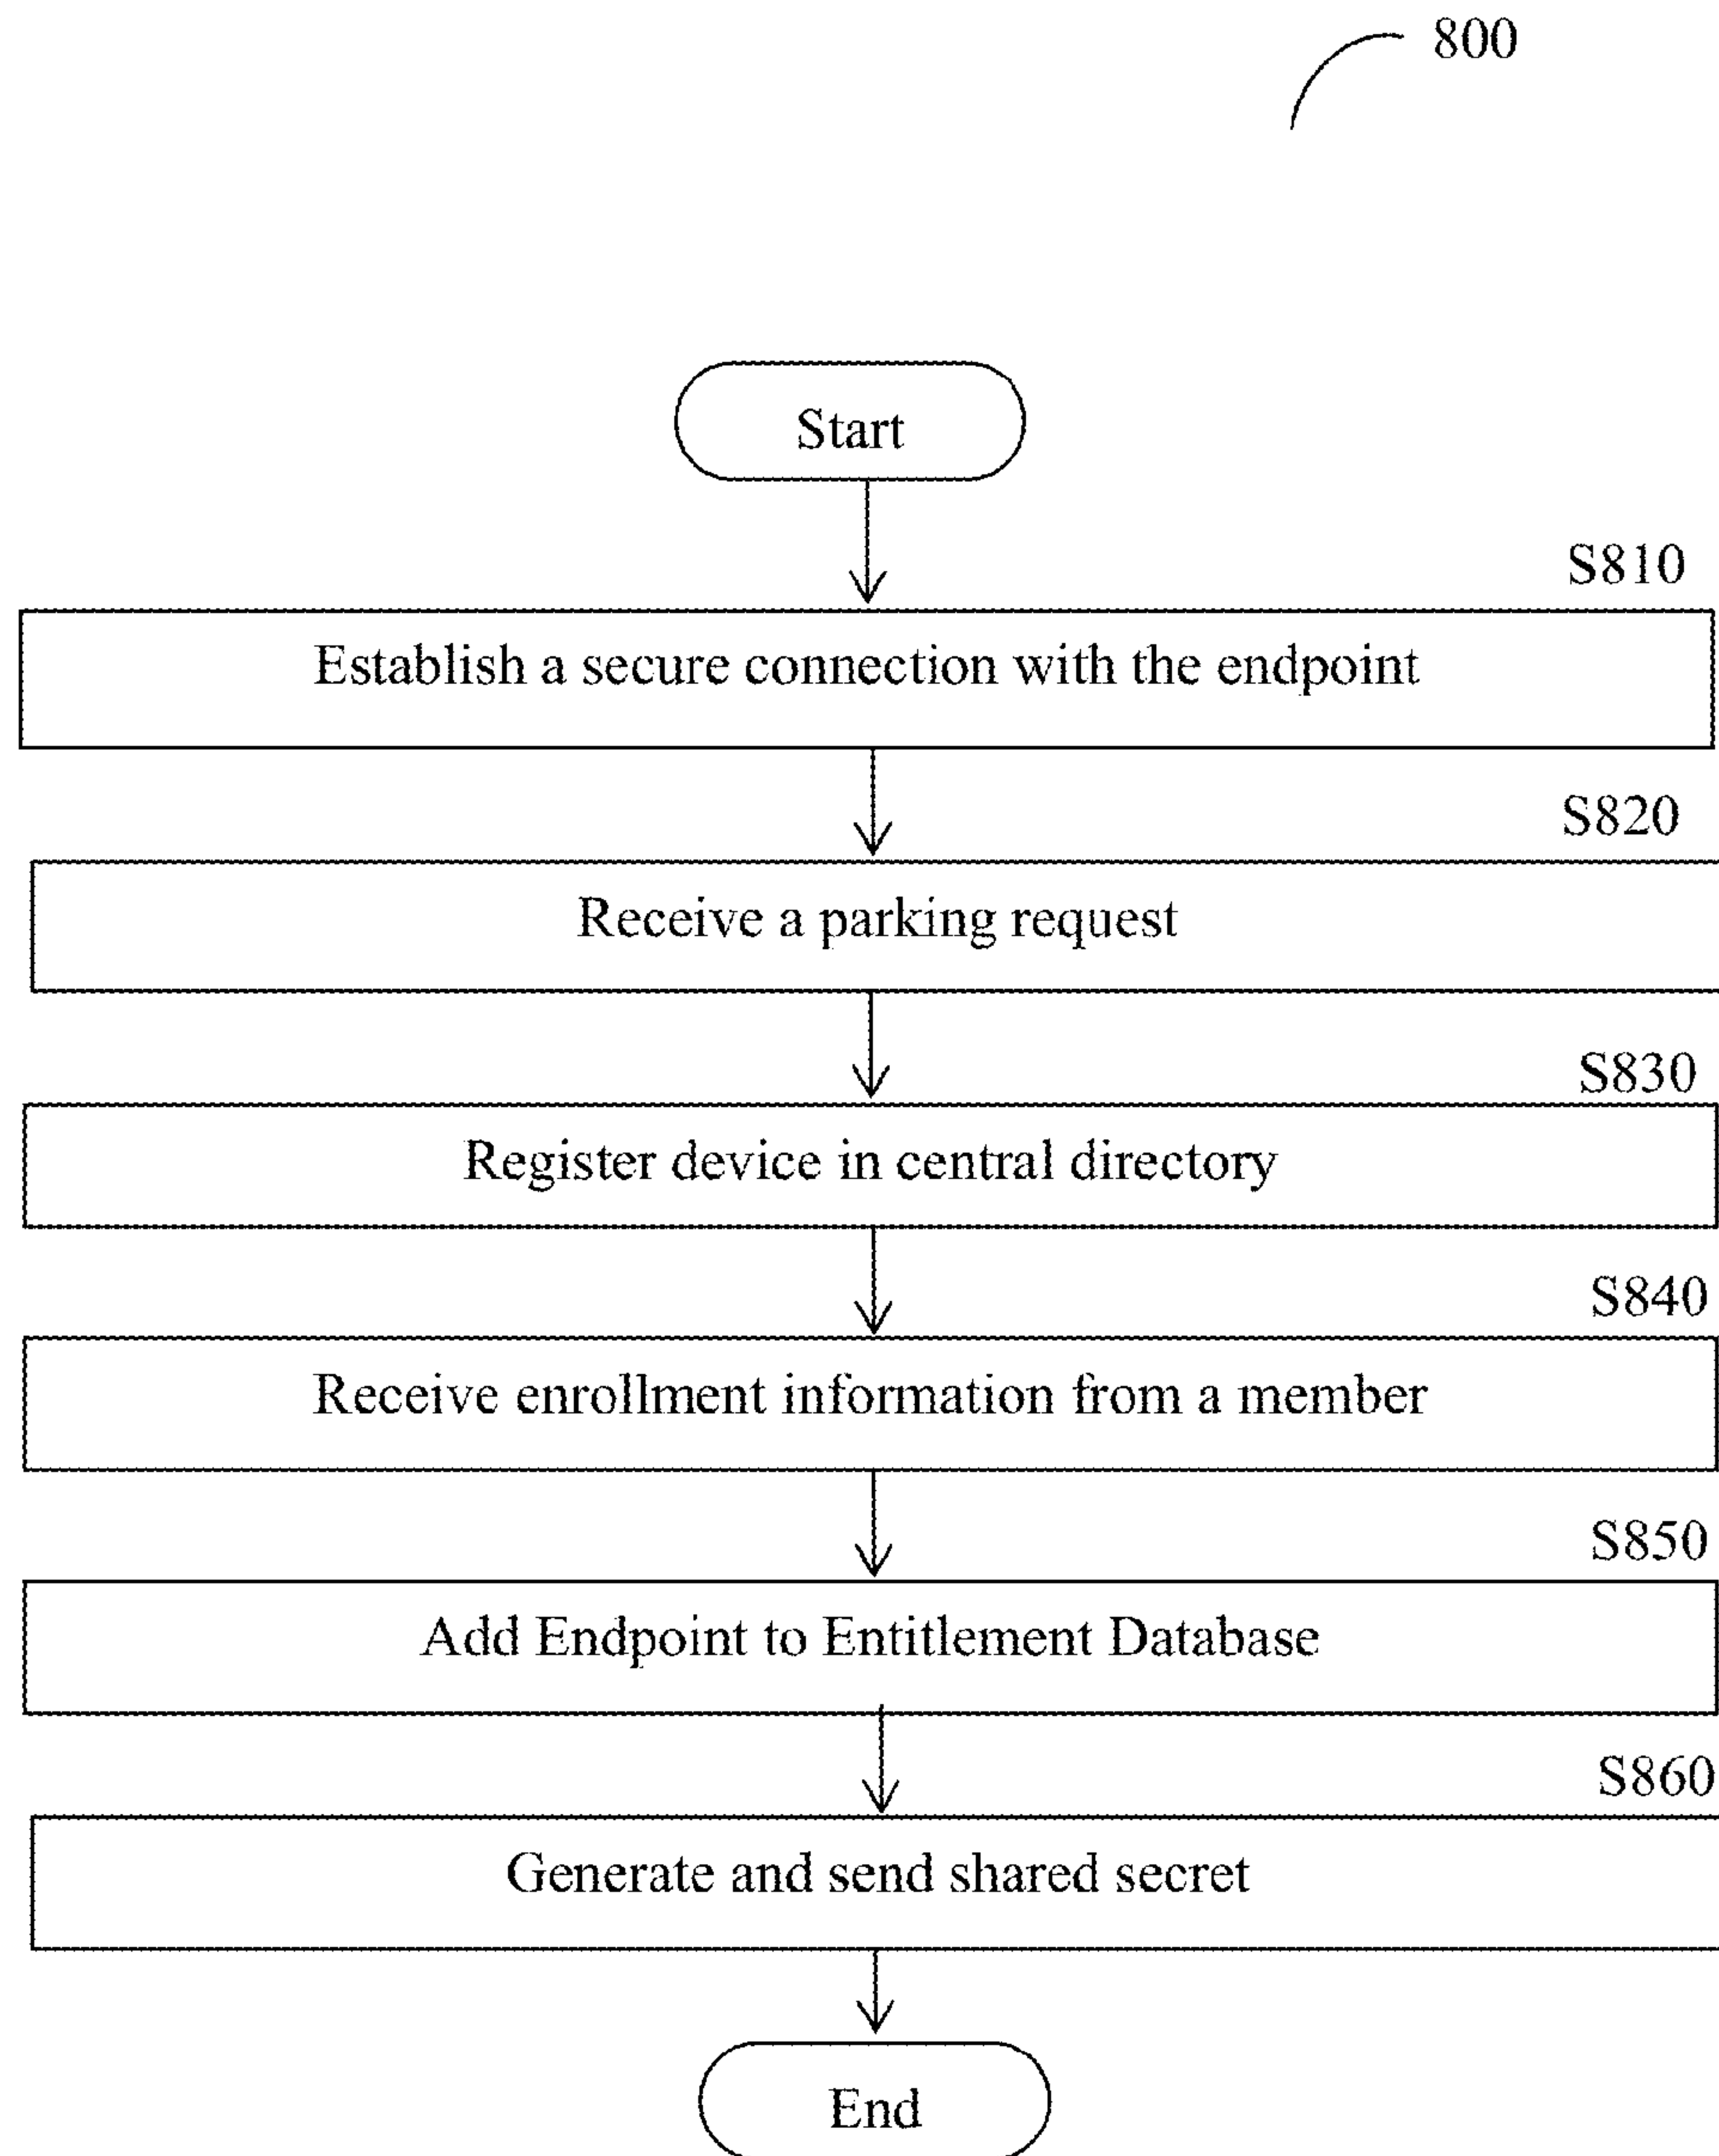 800
Start
S810
Establish a secure connection with the endpoint
S820
Receive a parking request
S830
Register device in central directory
S840
Receive enrollment information from a member
S850
Add Endpoint to Entitlement Database
S860
Generate and send shared secret
End